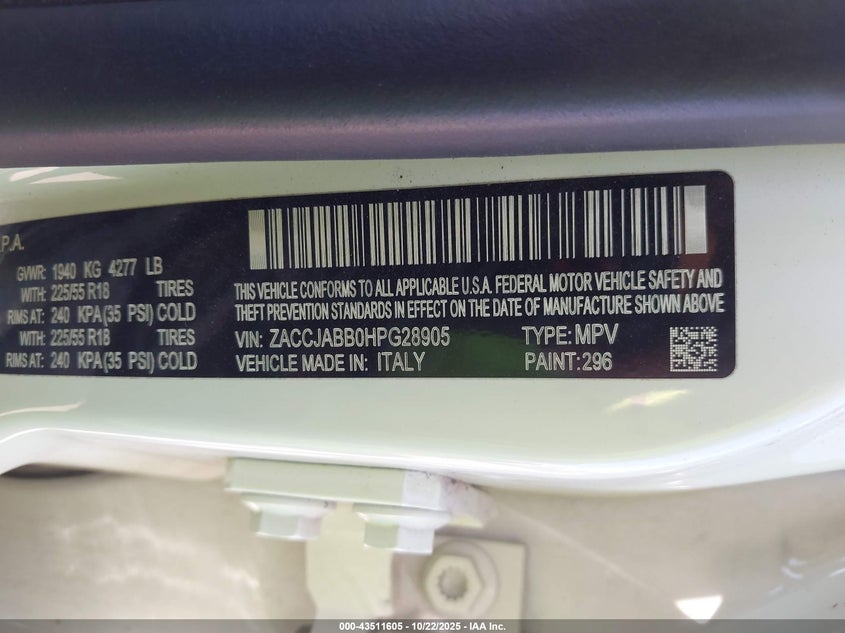 .P.A.
GVWR: 1940 KG 4277 LB
WITH: 225/55 R18 TIRES
RIMS AT: 240 KPA(35 PSI) COLD
WITH: 225/55 R18 TIRES
RIMS AT: 240 KPA(35 PSI) COLD
THIS VEHICLE CONFORMS TO ALL APPLICABLE U.S.A. FEDERAL MOTOR VEHICLE SAFETY AND
THEFT PREVENTION STANDARDS IN EFFECT ON THE DATE OF MANUFACTURE SHOWN ABOVE
VIN: ZACCJABB0HPG28905 TYPE: MPV
VEHICLE MADE IN: ITALY PAINT: 296
000-43511605 - 10/22/2025 - IAA Inc.